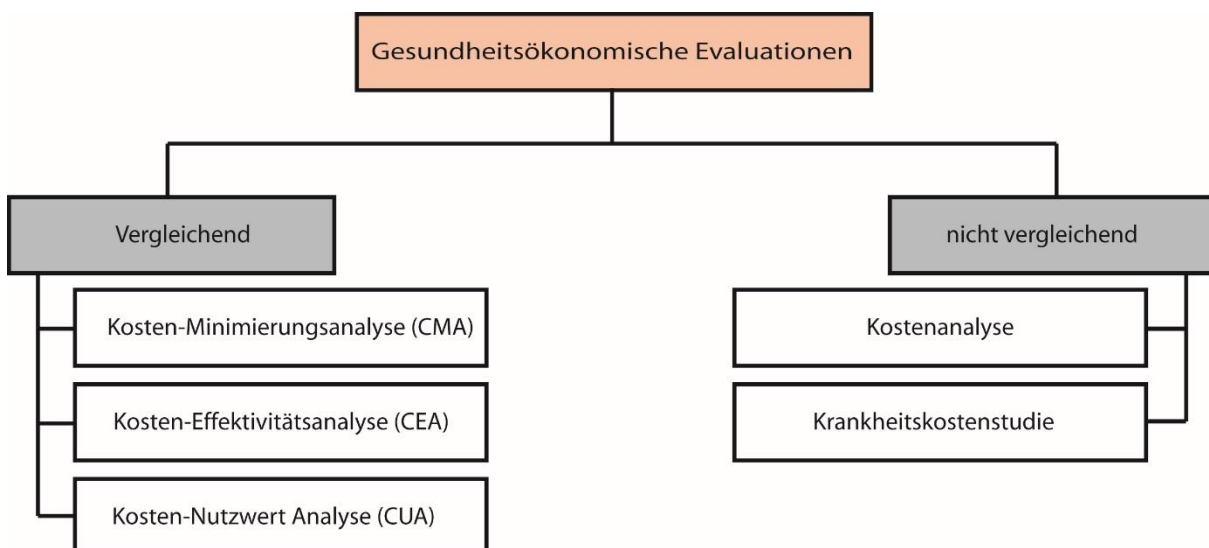 Gesundheitsökonomische Evaluationen
Vergleichend
Kosten-Minimierungsanalyse (CMA)
Kosten-Effektivitätsanalyse (CEA)
Kosten-Nutzwert Analyse (CUA)
nicht vergleichend
Kostenanalyse
Krankheitskostenstudie